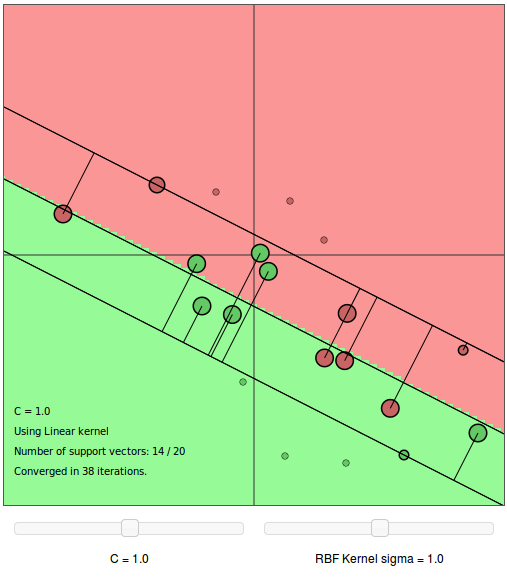 C = 1.0
Using Linear kernel
Number of support vectors: 14 / 20
Converged in 38 iterations.
C = 1.0
RBF Kernel sigma = 1.0